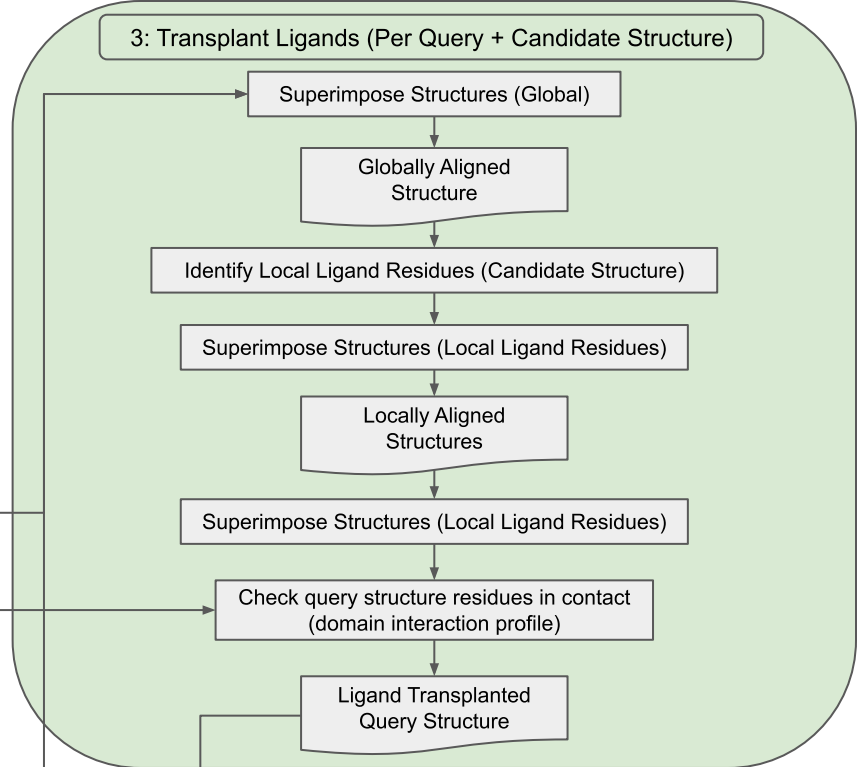 3: Transplant Ligands (Per Query + Candidate Structure)
Superimpose Structures (Global)
Globally Aligned
Structure
Identify Local Ligand Residues (Candidate Structure)
Superimpose Structures (Local Ligand Residues)
Locally Aligned
Structures
Superimpose Structures (Local Ligand Residues)
Check query structure residues in contact
(domain interaction profile)
Ligand Transplanted
Query Structure